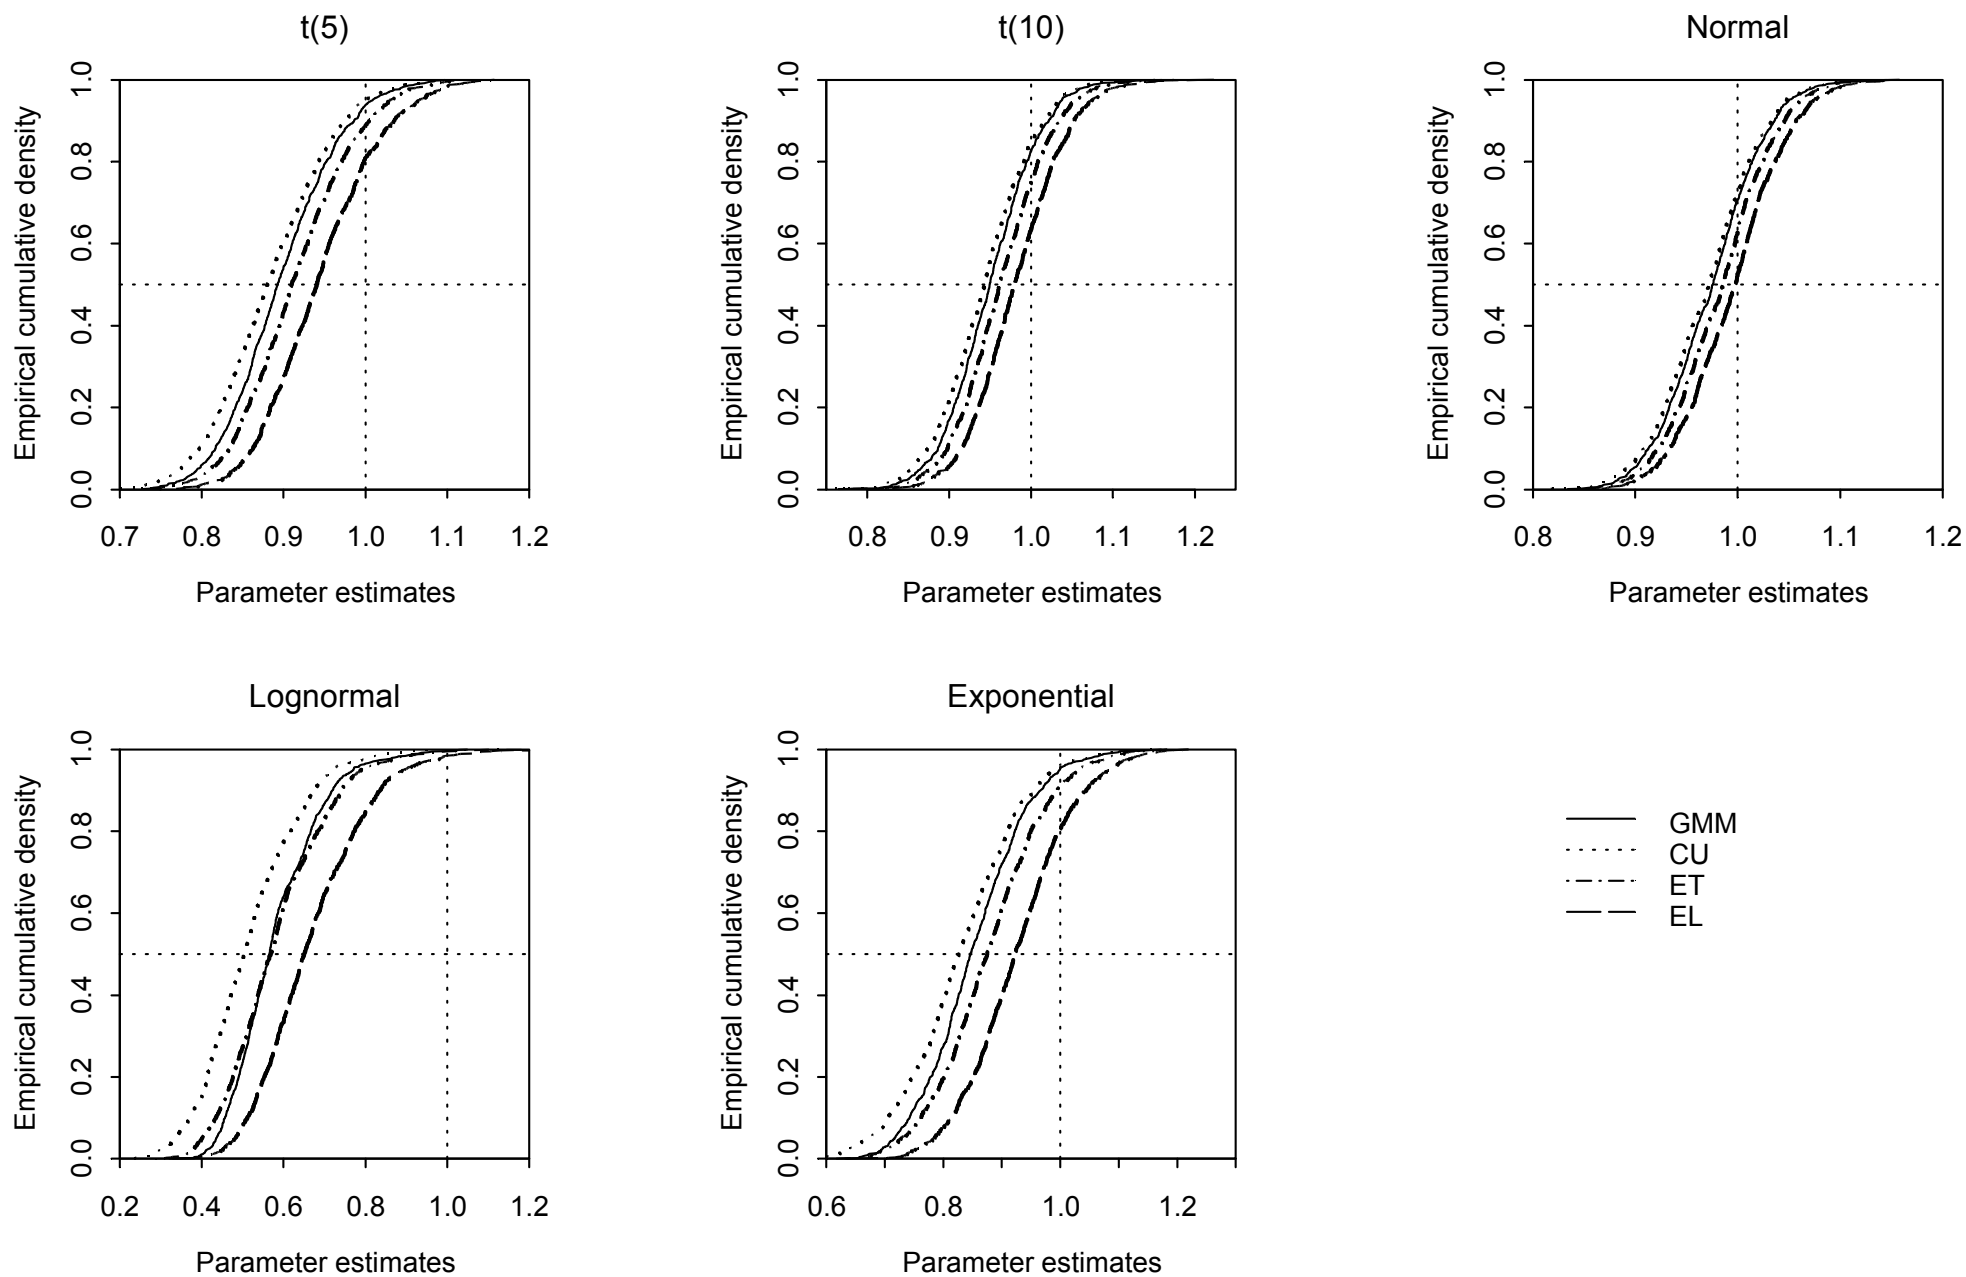 t(5)
Empirical cumulative density
1.0
0.8
0.6
0.4
0.2
0.0
0.7 0.8 0.9 1.0 1.1 1.2
Parameter estimates
t(10)
Empirical cumulative density
1.0
0.8
0.6
0.4
0.2
0.0
0.8 0.9 1.0 1.1 1.2
Parameter estimates
Normal
Empirical cumulative density
1.0
0.8
0.6
0.4
0.2
0.0
0.8 0.9 1.0 1.1 1.2
Parameter estimates
Lognormal
Empirical cumulative density
1.0
0.8
0.6
0.4
0.2
0.0
0.2 0.4 0.6 0.8 1.0 1.2
Parameter estimates
Exponential
Empirical cumulative density
1.0
0.8
0.6
0.4
0.2
0.0
0.6 0.8 1.0 1.2
Parameter estimates
GMM
CU
ET
EL